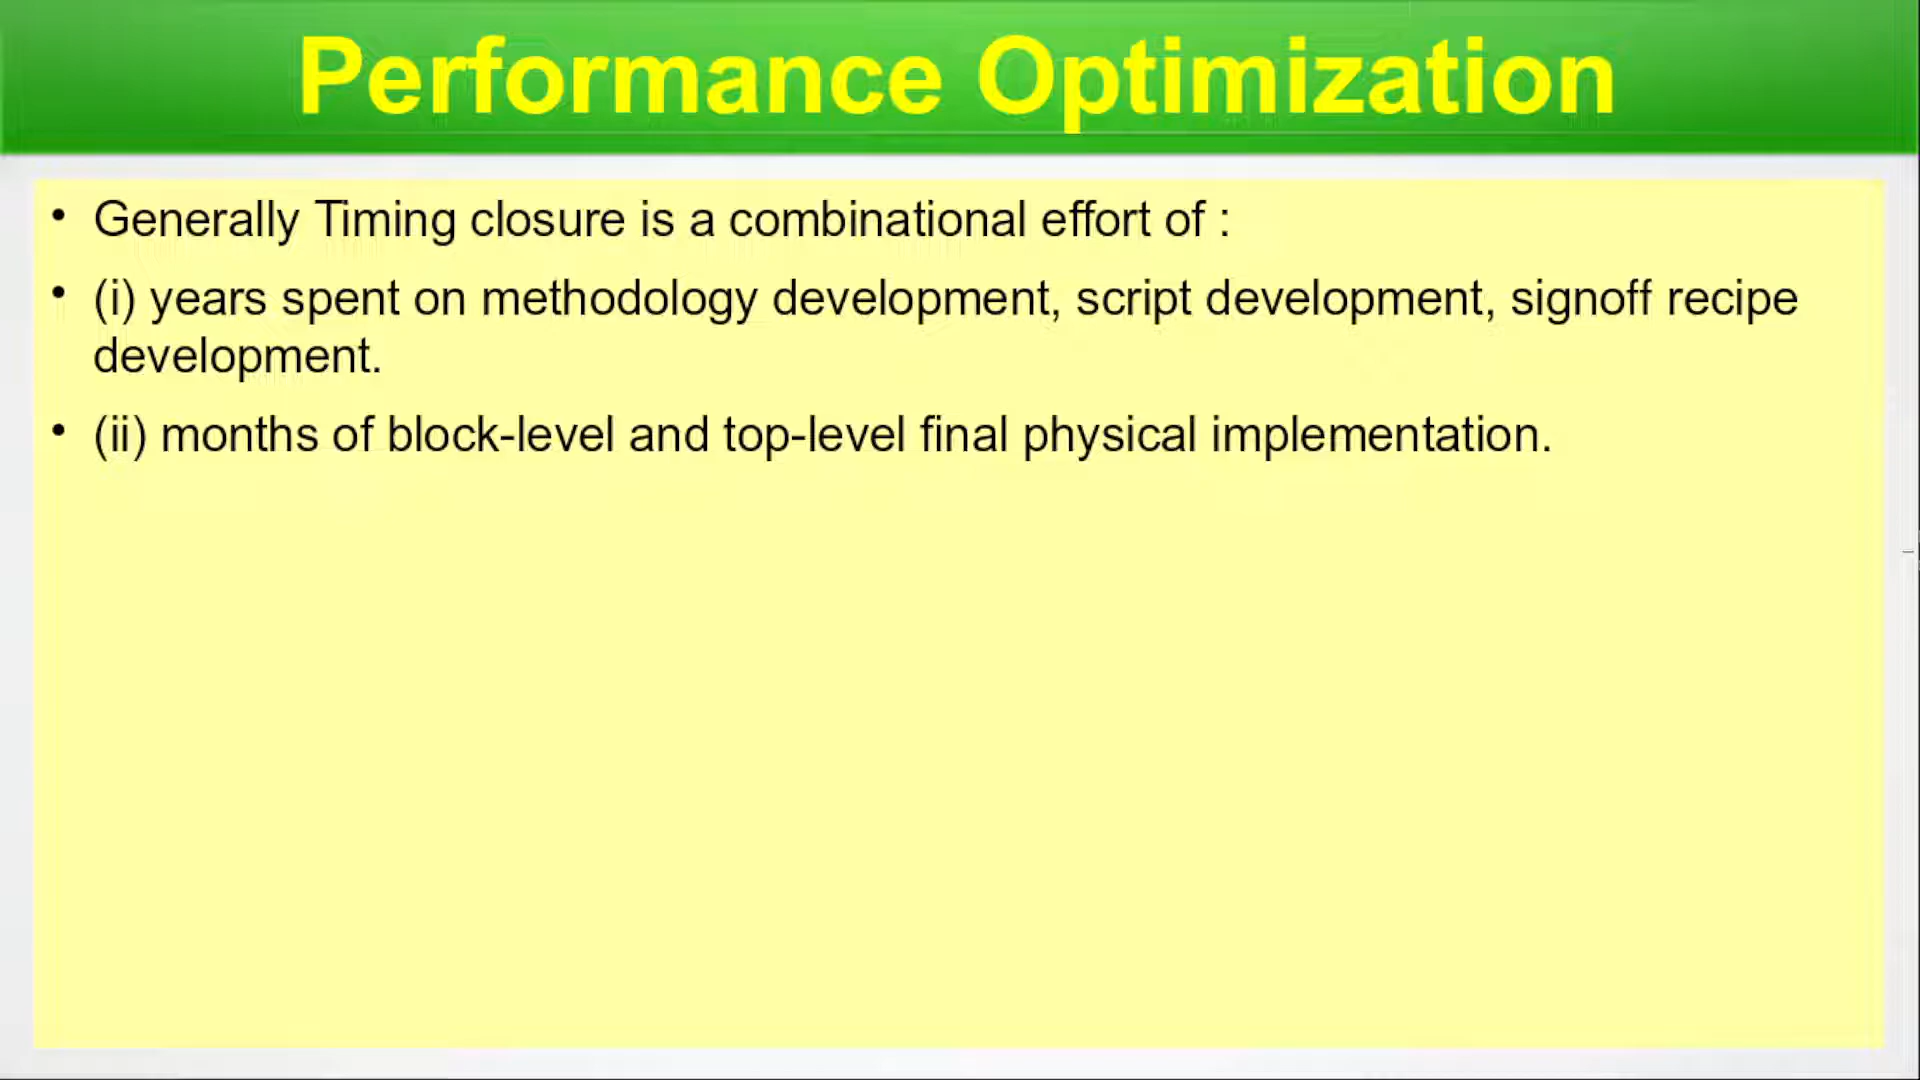 Performance Optimization
• Generally Timing closure is a combinational effort of :
• (i) years spent on methodology development, script development, signoff recipe
development.
• (ii) months of block-level and top-level final physical implementation.